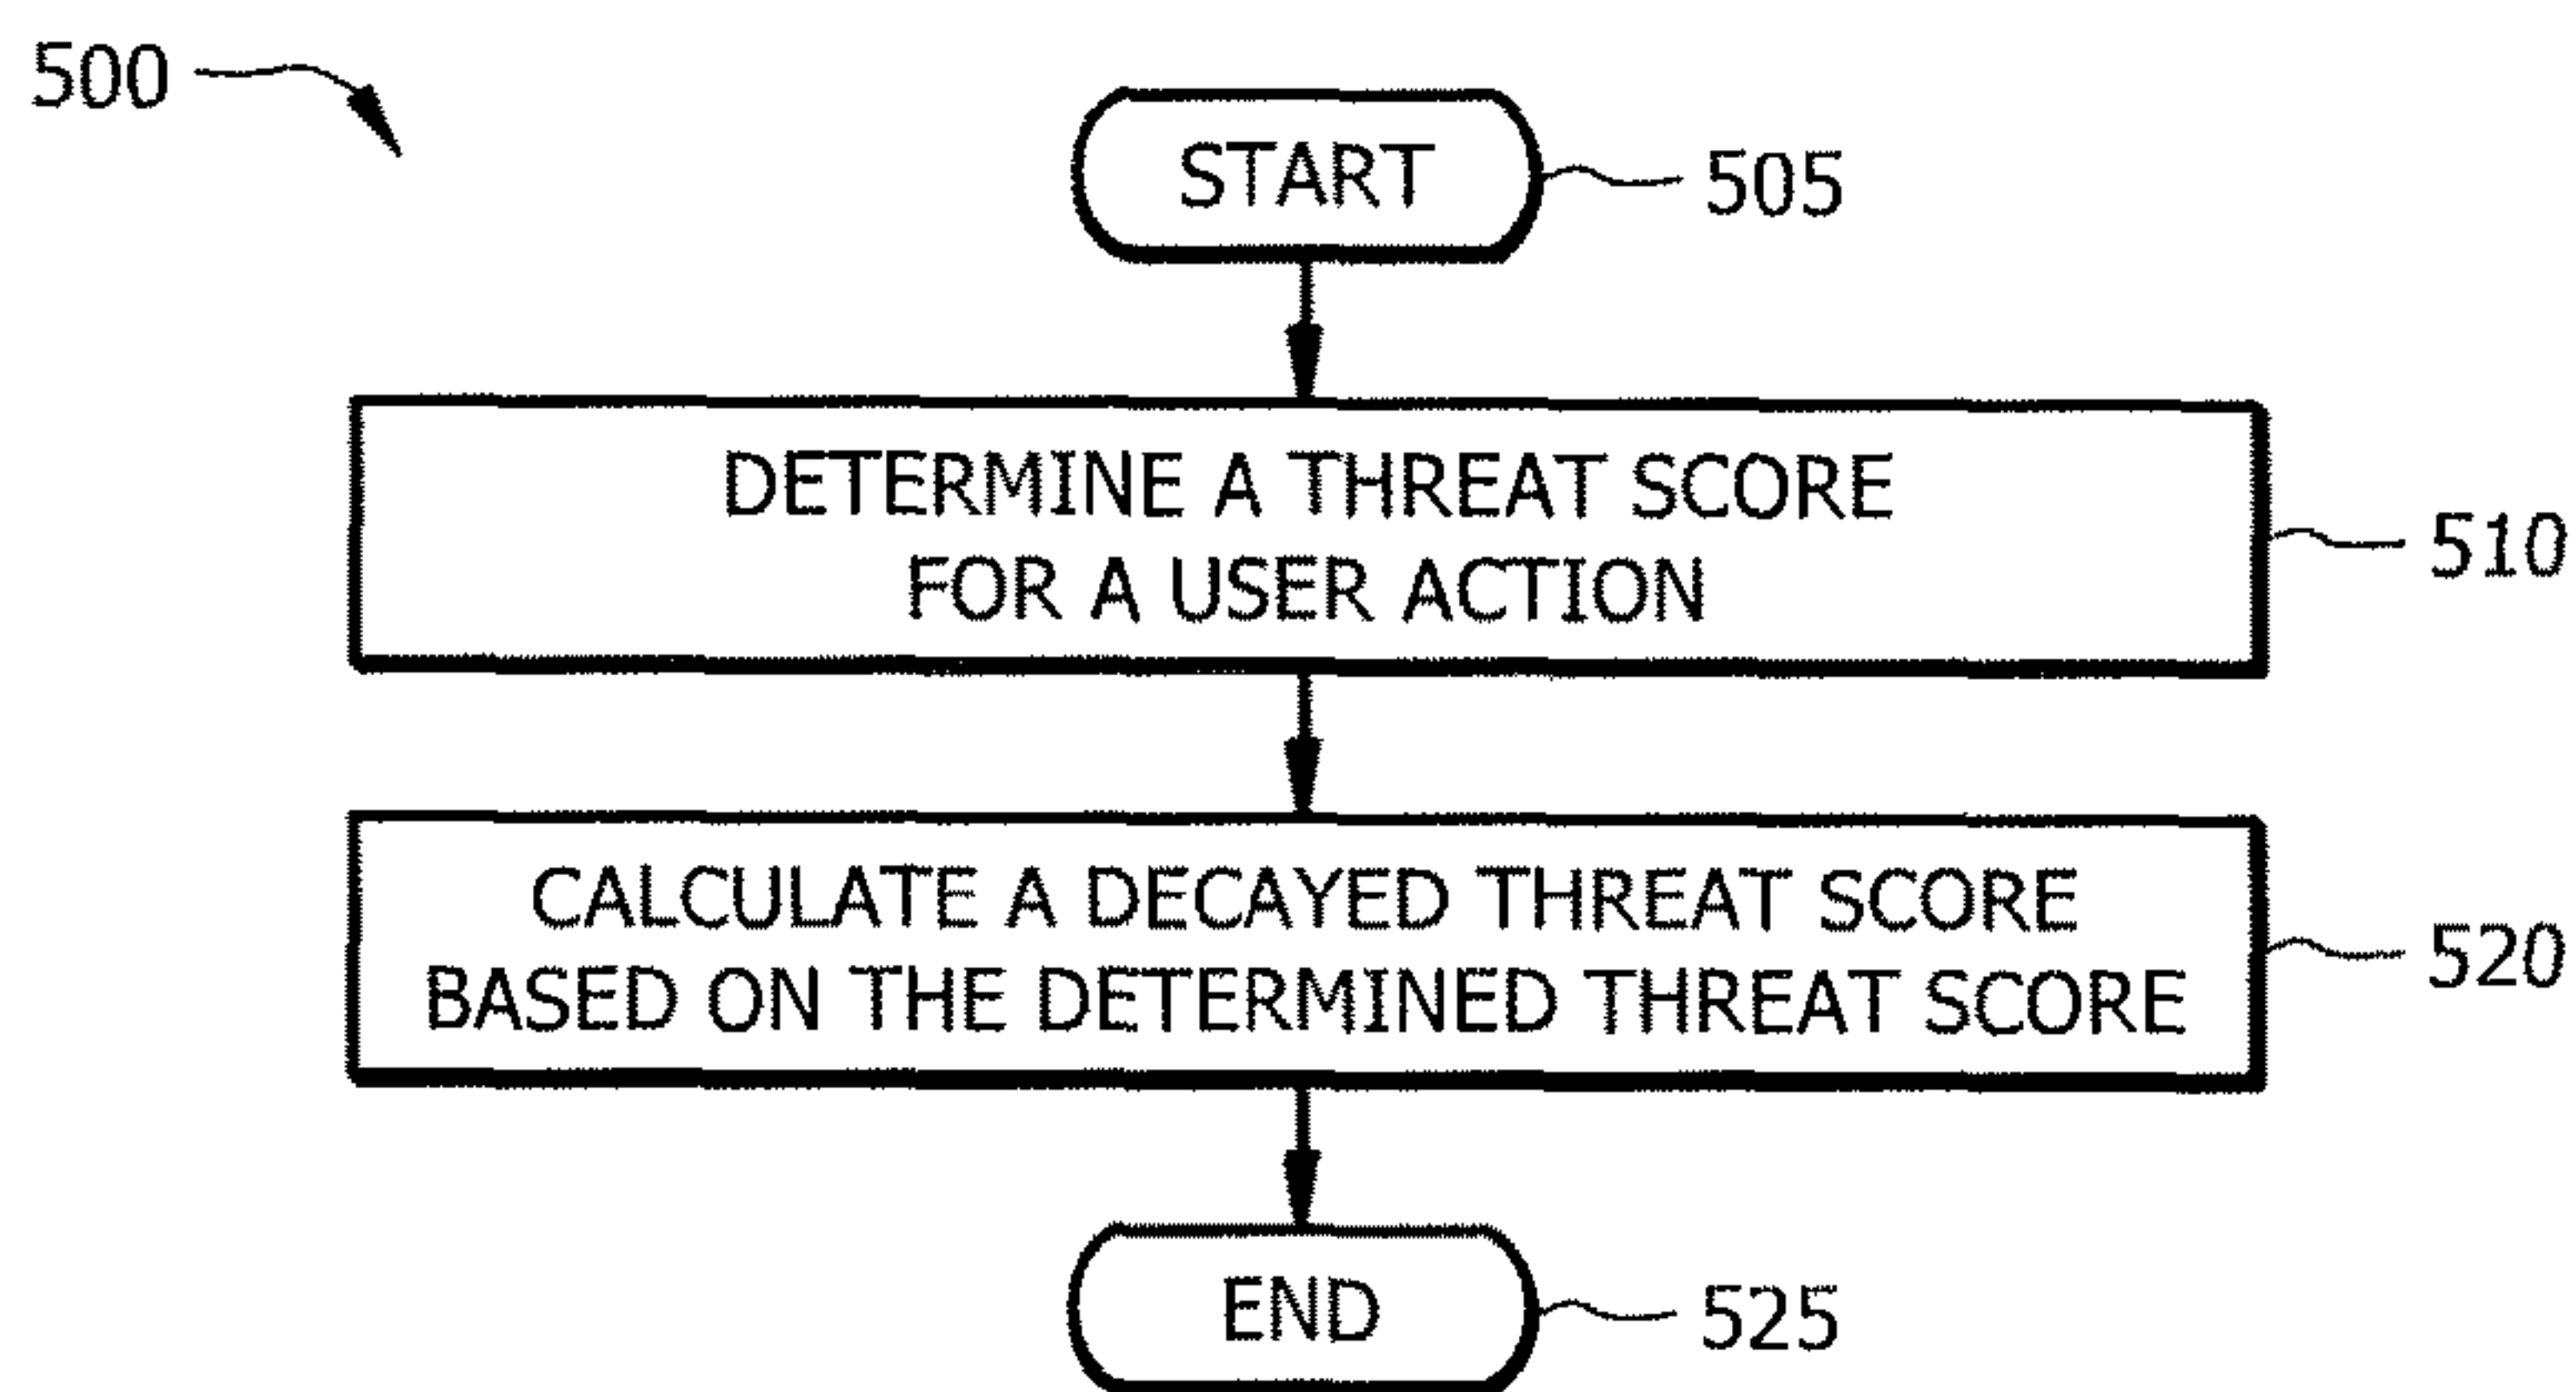 500
START
505
DETERMINE A THREAT SCORE
FOR A USER ACTION
510
CALCULATE A DECAYED THREAT SCORE
BASED ON THE DETERMINED THREAT SCORE
520
END
525